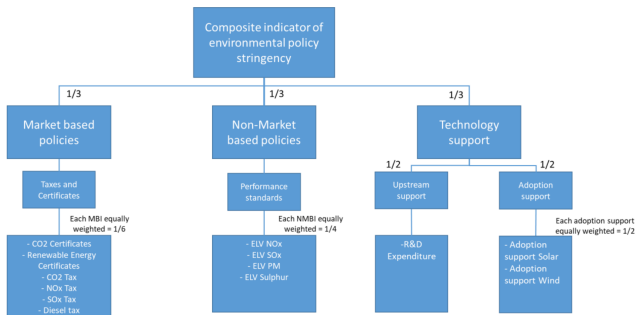 Composite indicator of
environmental policy
stringency
1/3
1/3
1/3
Market based
policies
Non-Market
based policies
Technology
support
1/2
1/2
Taxes and
Certificates
Performance
standards
Upstream
support
Adoption
support
Each MBI equally
weighted = 1/6
Each NMBI equally
weighted = 1/4
Each adoption support
equally weighted = 1/2
- CO2 Certificates
- Renewable Energy
Certificates
- CO2 Tax
- NOx Tax
- SOx Tax
- Diesel tax
- ELV NOx
- ELV SOx
- ELV PM
- ELV Sulphur
-R&D
Expenditure
- Adoption
support Solar
- Adoption
support Wind